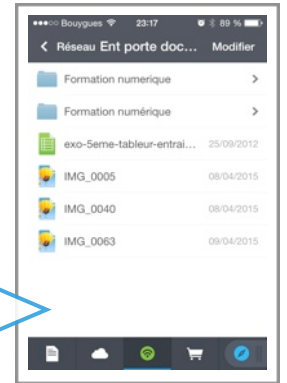 Bouygues 23:17 89 %
Réseau Ent porte doc... Modifier
Formation numerique
Formation numérique
exo-5eme-tableur-entrai... 25/09/2012
IMG_0005 08/04/2015
IMG_0040 08/04/2015
IMG_0063 09/04/2015